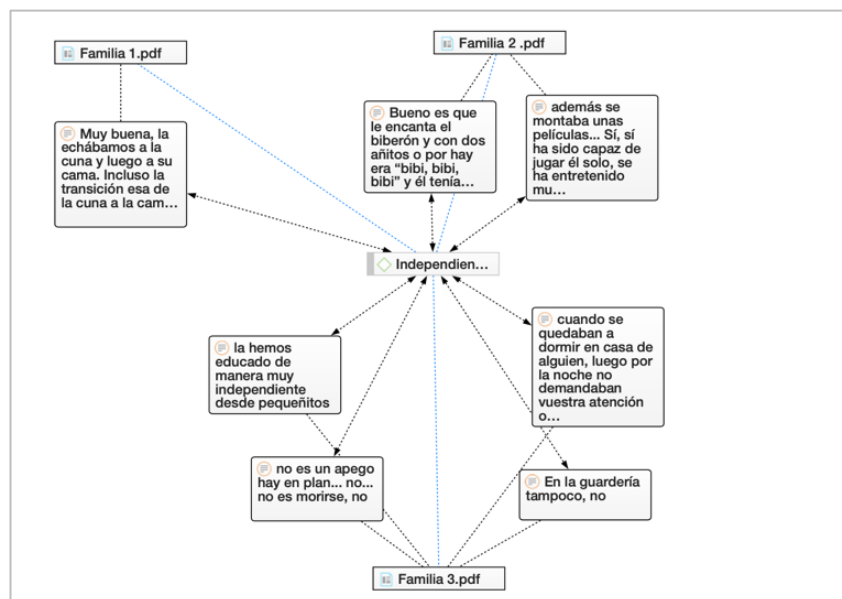 Familia 1.pdf
Familia 2 .pdf
Muy buena, la
echábamos a la
cuna y luego a su
cama. Incluso la
transición esa de
la cuna a la cam…
Bueno es que
le encanta el
biberón y con dos
añitos o por hay
era “bibi, bibi,
bibi” y él tenía…
además se
montaba unas
películas... Sí, sí
ha sido capaz de
jugar él solo, se
ha entretenido
mu…
Independien…
la hemos
educado de
manera muy
independiente
desde pequeñitos
cuando se
quedaban a
dormir en casa de
alguien, luego por
la noche no
demandaban
vuestra atención
o…
no es un apego
hay en plan... no...
no es morirse, no
En la guardería
tampoco, no
Familia 3.pdf